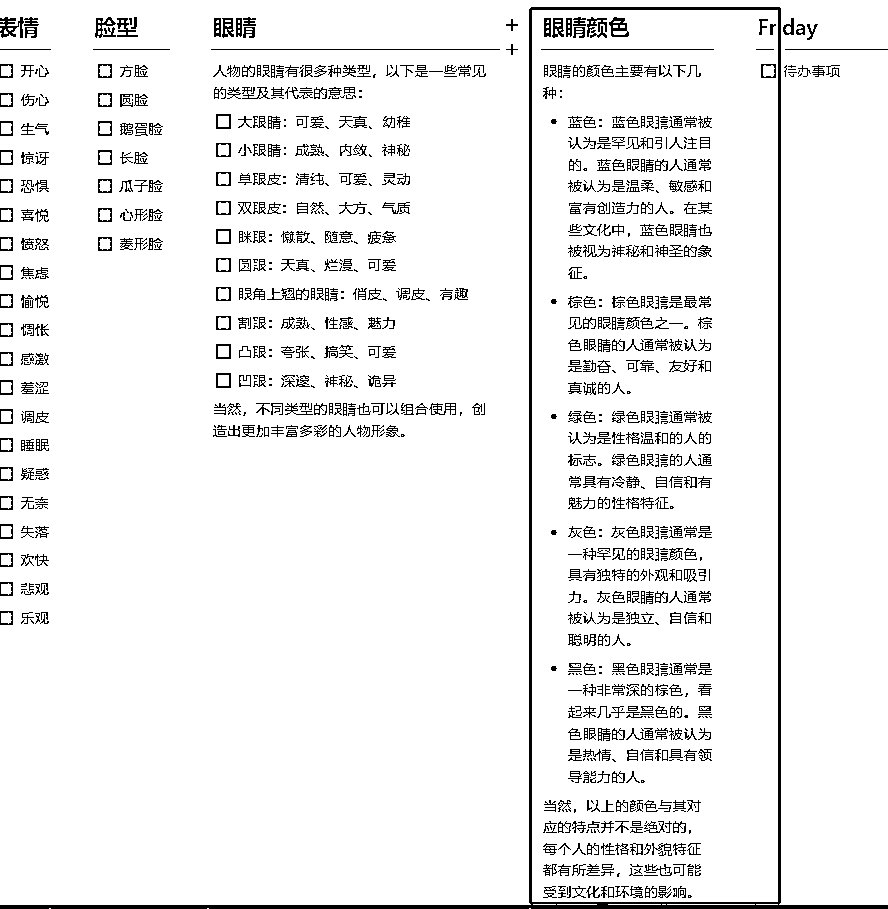 表情
开心
伤心
生气
惊讶
恐惧
喜悦
愤怒
焦虑
愉悦
惆怅
感激
羞涩
调皮
睡眠
疑惑
无奈
失落
欢快
悲观
乐观
脸型
方脸
圆脸
鹅蛋脸
长脸
瓜子脸
心形脸
菱形脸
眼睛
人物的眼睛有很多种类型，以下是一些常见
的类型及其代表的意思：
大眼睛：可爱、天真、幼稚
小眼睛：成熟、内敛、神秘
单眼皮：清纯、可爱、灵动
双眼皮：自然、大方、气质
眯眼：懒散、随意、疲惫
圆眼：天真、烂漫、可爱
眼角上翘的眼睛：俏皮、调皮、有趣
割眼：成熟、性感、魅力
凸眼：夸张、搞笑、可爱
凹眼：深邃、神秘、诡异
当然，不同类型的眼睛也可以组合使用，创
造出更加丰富多彩的人物形象。
+
+
眼睛颜色
眼睛的颜色主要有以下几
种：
• 蓝色：蓝色眼睛通常被
认为是罕见和引人注目
的。蓝色眼睛的人通常
被认为是温柔、敏感和
富有创造力的人。在某
些文化中，蓝色眼睛也
被视为神秘和神圣的象
征。
• 棕色：棕色眼睛是最常
见的眼睛颜色之一。棕
色眼睛的人通常被认为
是勤奋、可靠、友好和
真诚的人。
• 绿色：绿色眼睛通常被
认为是性格温和的人的
标志。绿色眼睛的人通
常具有冷静、自信和有
魅力的性格特征。
• 灰色：灰色眼睛通常是
一种罕见的眼睛颜色，
具有独特的外观和吸引
力。灰色眼睛的人通常
被认为是独立、自信和
聪明的人。
• 黑色：黑色眼睛通常是
一种非常深的棕色，看
起来几乎是黑色的。黑
色眼睛的人通常被认为
是热情、自信和具有领
导能力的人。
当然，以上的颜色与其对
应的特点并不是绝对的，
每个人的性格和外貌特征
都有所差异，这些也可能
受到文化和环境的影响。
Friday
待办事项